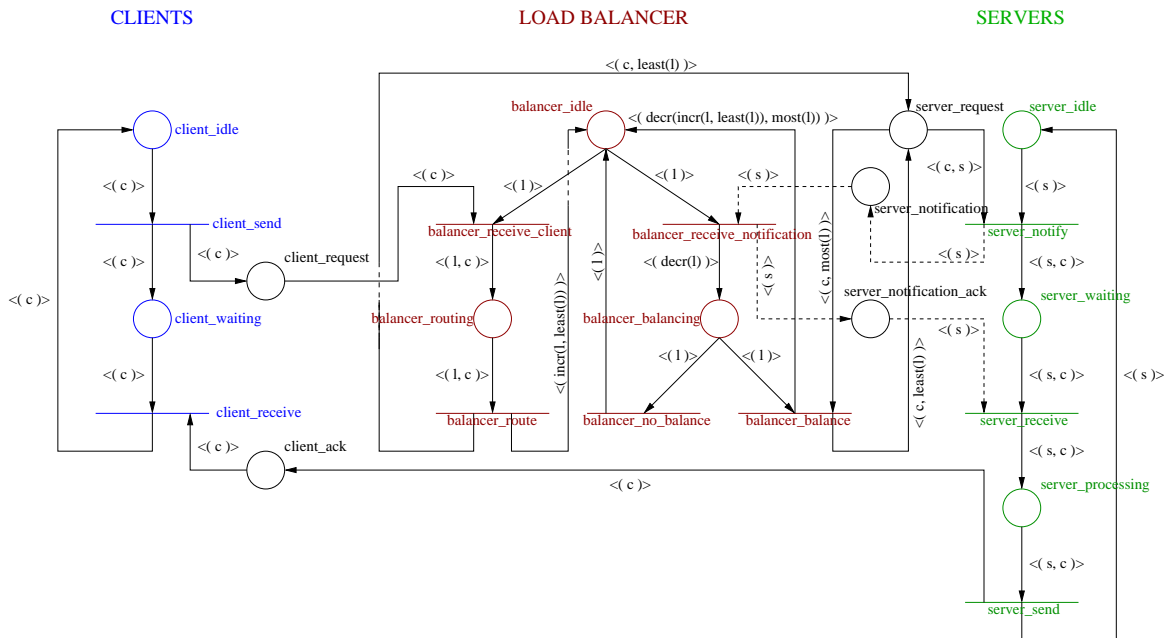 CLIENTS
LOAD BALANCER
SERVERS
<( c, least(l) )>
balancer_idle
server_request
server_idle
<( decr(incr(l, least(l)), most(l)) )>
client_idle
<( c )>
<( c )>
<( l )>
<( l )>
<( s )>
<( c, s )>
<( s )>
server_notification
client_send
balancer_receive_client
balancer_receive_notification
server_notify
<( c )>
<( c )>
client_request
<( l, c )>
<( decr(l) )>
<( s )>
<( s, c )>
<( l )>
<( s )>
<( c, most(l) )>
server_notification_ack
server_waiting
<( c )>
client_waiting
balancer_routing
<( incr(l, least(l)) )>
balancer_balancing
<( s )>
<( c )>
<( l, c )>
<( l )>
<( l )>
<( c, least(l) )>
<( s, c )>
<( s )>
client_receive
balancer_route
balancer_no_balance
balancer_balance
server_receive
<( c )>
client_ack
<( s, c )>
<( c )>
server_processing
<( s, c )>
server_send